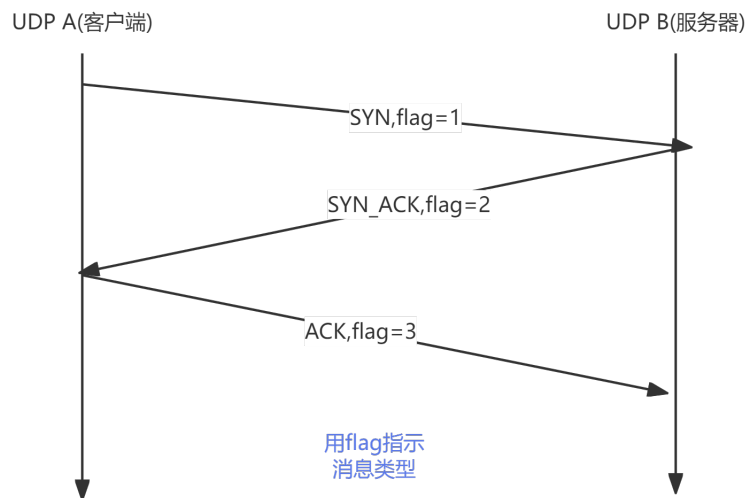 UDP A(客户端)
UDP B(服务器)
SYN,flag=1
SYN_ACK,flag=2
ACK,flag=3
用flag指示
消息类型